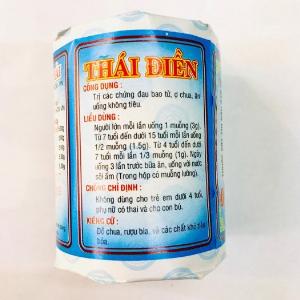 THÁI ĐIỀN
CÔNG DỤNG :
Trị các chứng đau bao tử, ợ chua, ăn
uống không tiêu.
LIỀU DÙNG :
Người lớn mỗi lần uống 1 muỗng (3g).
Từ 7 tuổi đến dưới 15 tuổi mỗi lần uống
1/2 muỗng (1.5g). Từ 4 tuổi đến dưới
7 tuổi mỗi lần 1/3 muỗng (1g). Ngày
uống 3 lần trước bữa ăn, uống với nước
sôi ấm (Trong hộp có muỗng lường).
CHỐNG CHỈ ĐỊNH :
Không dùng cho trẻ em dưới 4 tuổi,
phụ nữ có thai và cho con bú.
KIÊNG CỮ :
Đồ chua, rượu bia, và các chất khó tiêu
hóa.